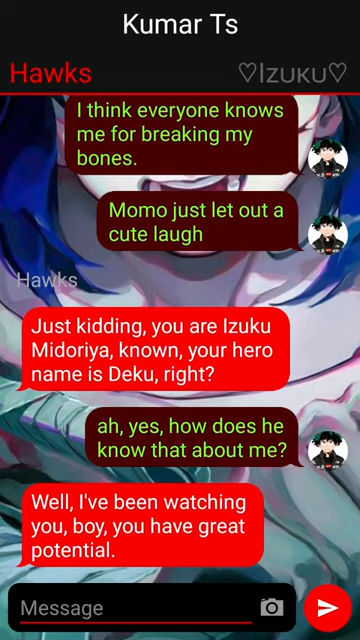 Kumar Ts
Hawks
♡Izuku♡
I think everyone knows
me for breaking my
bones.
Momo just let out a
cute laugh
Hawks
Just kidding, you are Izuku
Midoriya, known, your hero
name is Deku, right?
ah, yes, how does he
know that about me?
Well, I've been watching
you, boy, you have great
potential.
Message